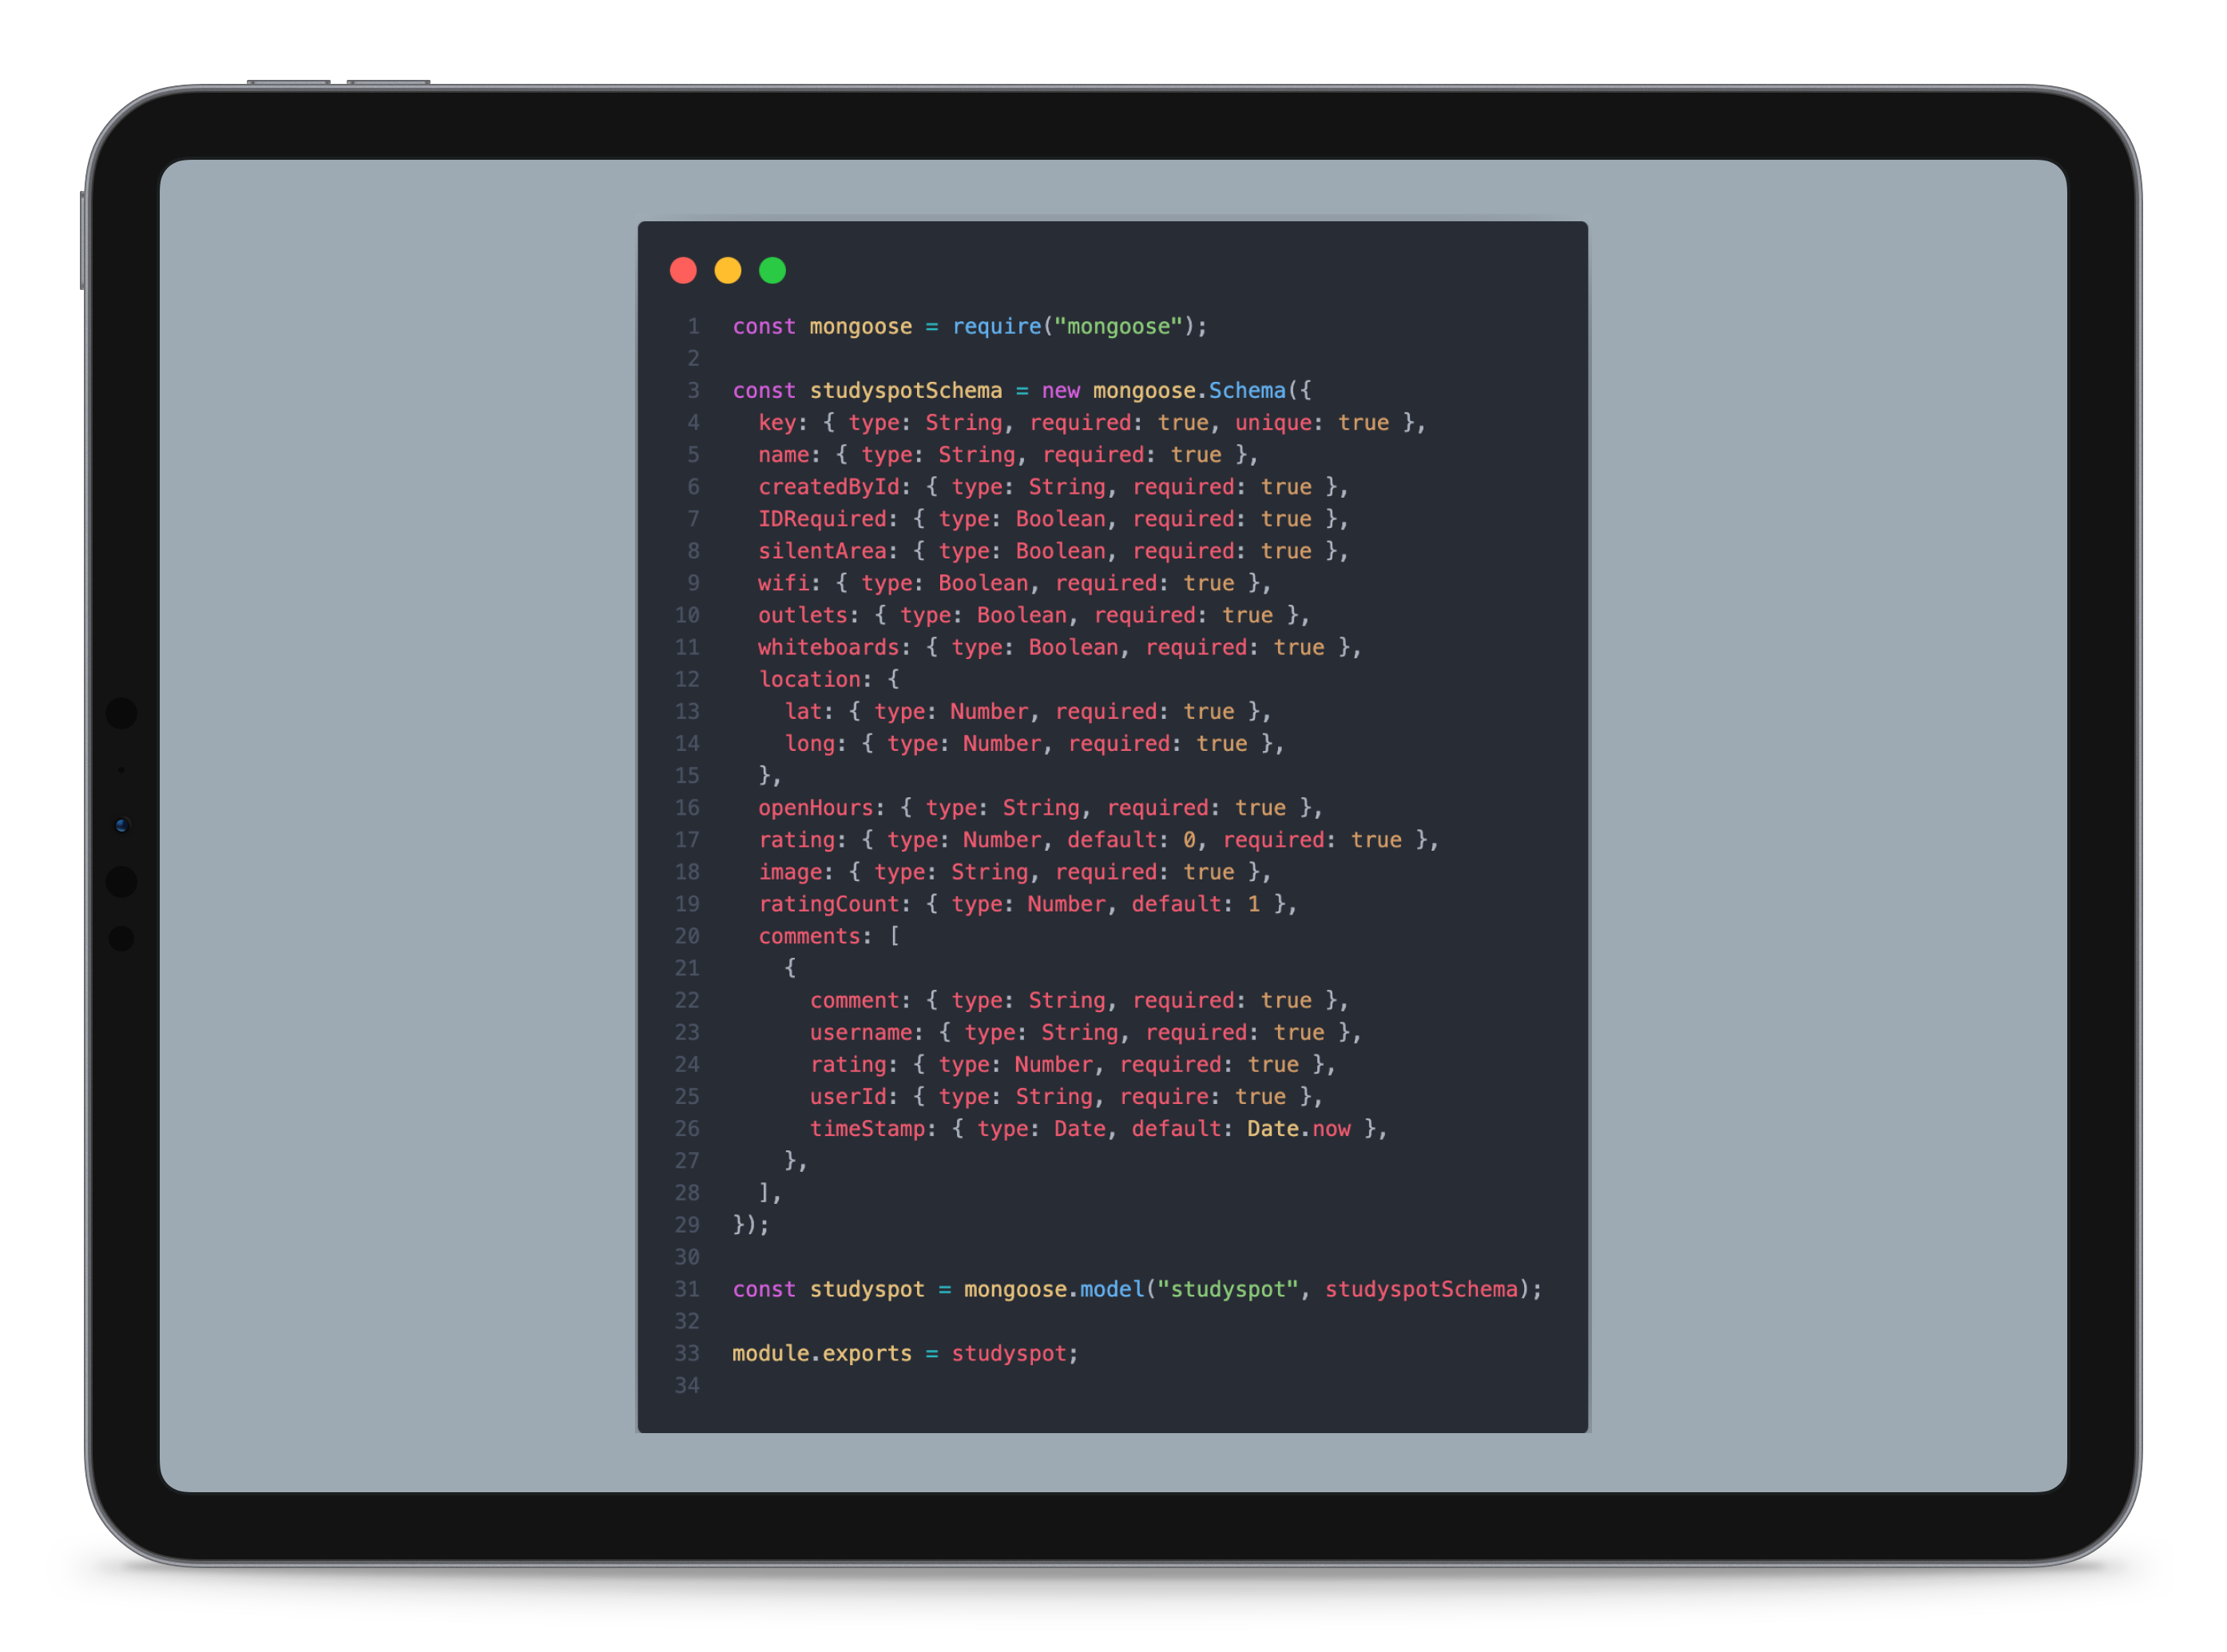 1 const mongoose = require("mongoose");
2
3 const studyspotSchema = new mongoose.Schema({
4 key: { type: String, required: true, unique: true },
5 name: { type: String, required: true },
6 createdById: { type: String, required: true },
7 IDRequired: { type: Boolean, required: true },
8 silentArea: { type: Boolean, required: true },
9 wifi: { type: Boolean, required: true },
10 outlets: { type: Boolean, required: true },
11 whiteboards: { type: Boolean, required: true },
12 location: {
13 lat: { type: Number, required: true },
14 long: { type: Number, required: true },
15 },
16 openHours: { type: String, required: true },
17 rating: { type: Number, default: 0, required: true },
18 image: { type: String, required: true },
19 ratingCount: { type: Number, default: 1 },
20 comments: [
21 {
22 comment: { type: String, required: true },
23 username: { type: String, required: true },
24 rating: { type: Number, required: true },
25 userId: { type: String, require: true },
26 timeStamp: { type: Date, default: Date.now },
27 },
28 ],
29 });
30
31 const studyspot = mongoose.model("studyspot", studyspotSchema);
32
33 module.exports = studyspot;
34